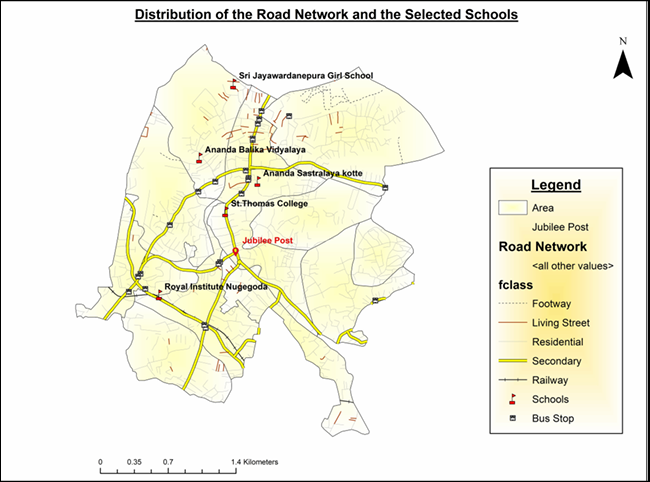 Distribution of the Road Network and the Selected Schools
N
Sri Jayawardanepura Girl School
Ananda Balika Vidyalaya
Ananda Sastralaya kotte
St.Thomas College
Jubilee Post
Royal Institute Nugegoda
Legend
Area
Jubilee Post
Road Network
<all other values>
fclass
Footway
Living Street
Residential
Secondary
Railway
Schools
Bus Stop
0 0.35 0.7 1.4 Kilometers